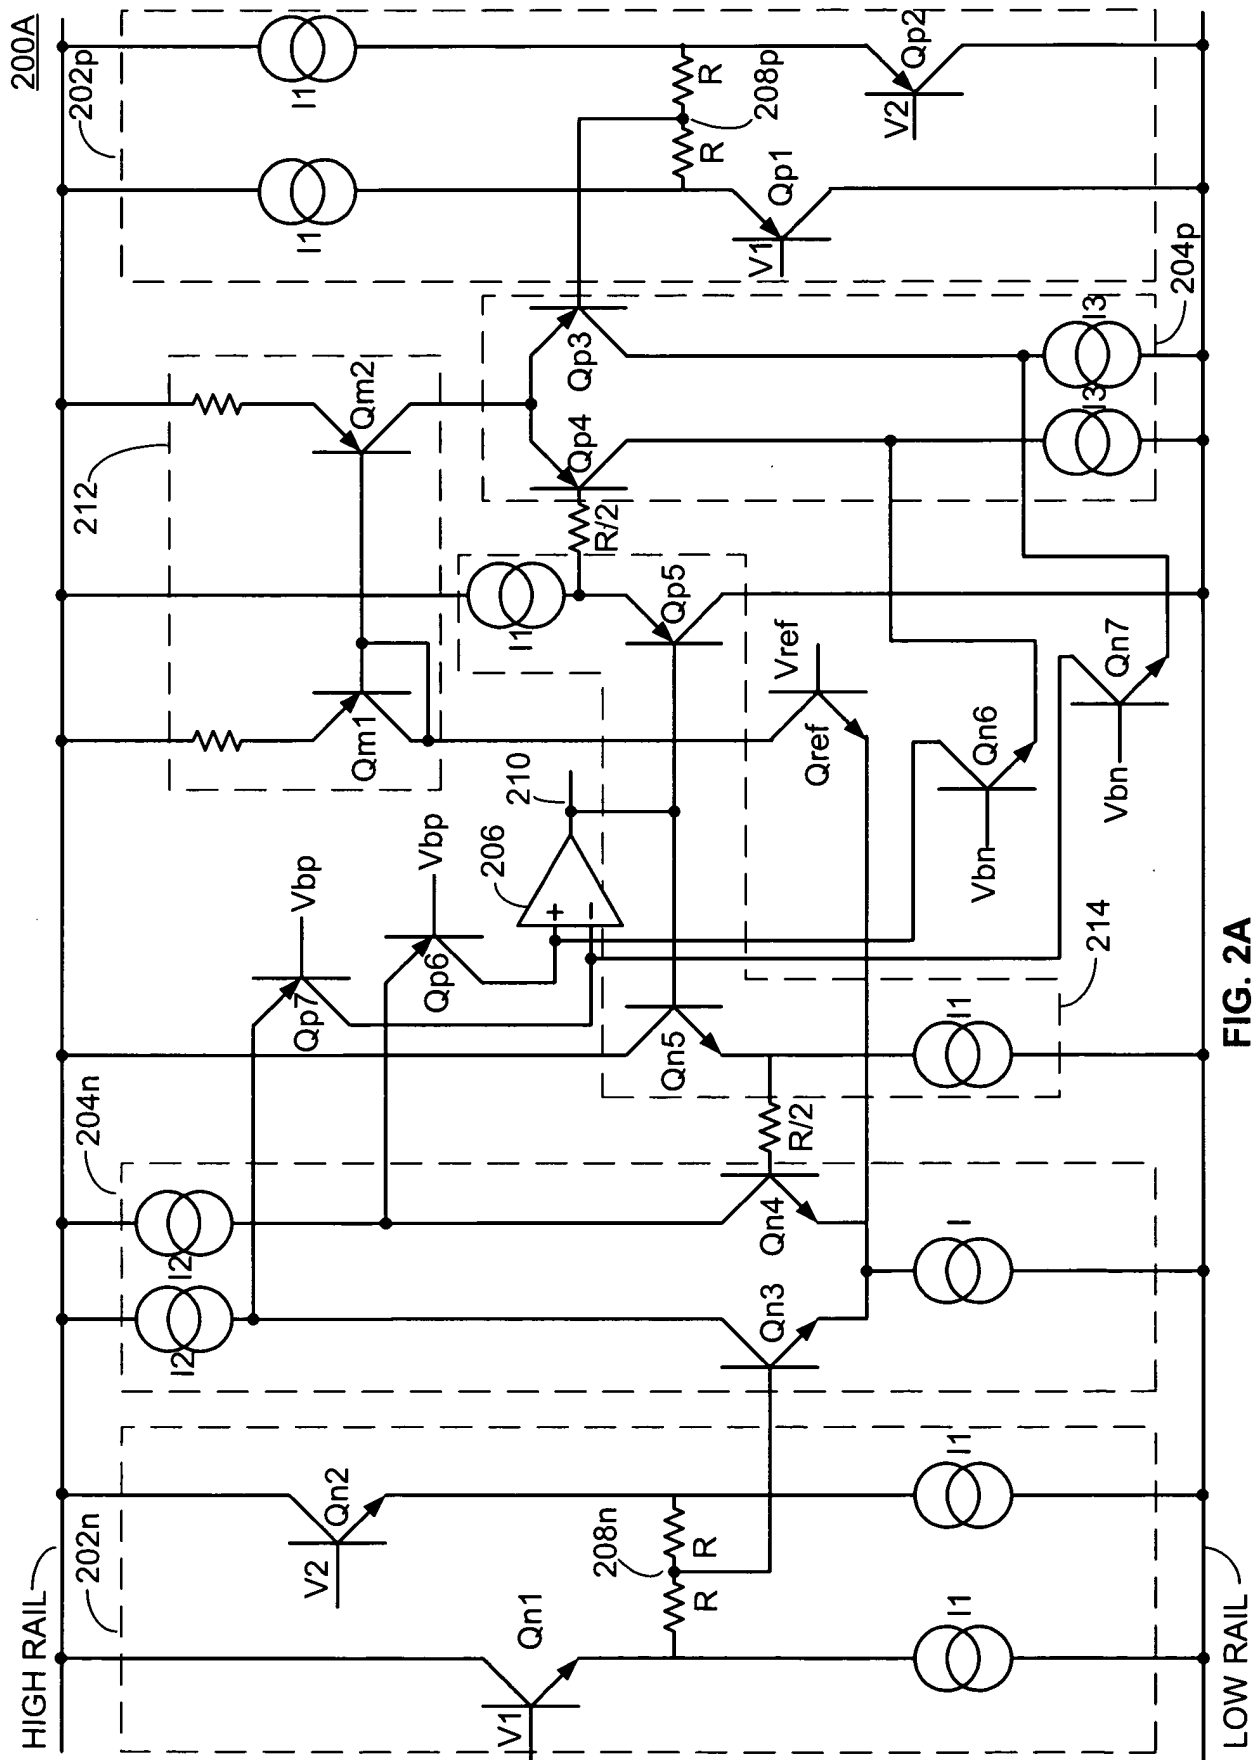 200A
HIGH RAIL
202n
V1
Qn1
V2
Qn2
208n
R
R
I1
I1
204n
I2
I2
Qn3
Qn4
R/2
I
Qp7
Vbp
Qp6
Vbp
206
+
−
210
Qn5
I1
214
212
Qm1
Qm2
I1
Qp5
R/2
Vref
Qref
Qn6
Vbn
Qn7
Vbn
Qp4
Qp3
I3
I3
204p
202p
I1
I1
R
R
208p
V1
Qp1
V2
Qp2
LOW RAIL
FIG. 2A